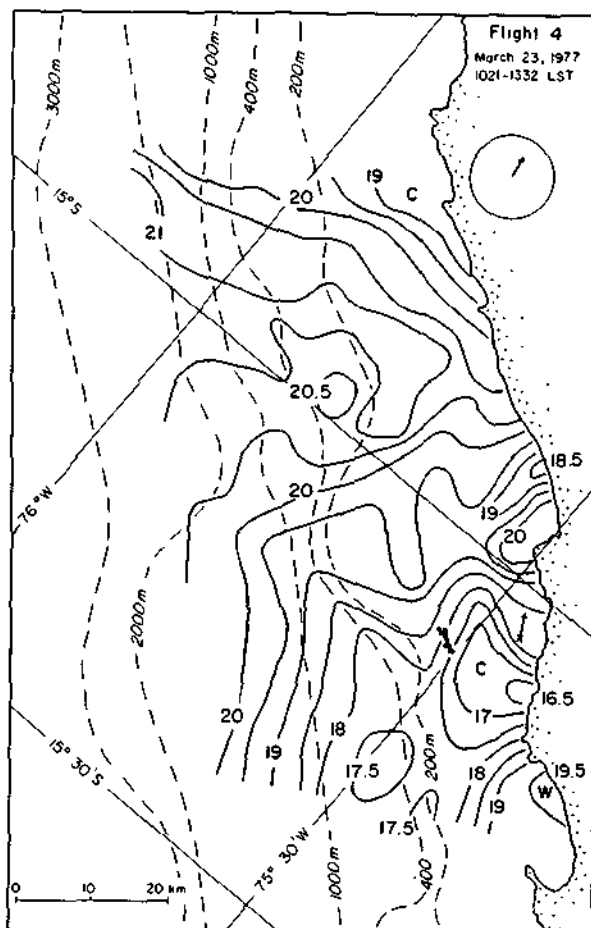 Flight 4
March 23, 1977
1021-1332 LST
3000m
1000m
400m
200m
15°S
19
C
20
21
20.5
76°W
18.5
20
19
20
2000m
C
16.5
17
20
19
18
15° 30'S
17.5
200m
18
19.5
W
19
17.5
75° 30'W
1000m
400
0 10 20 km